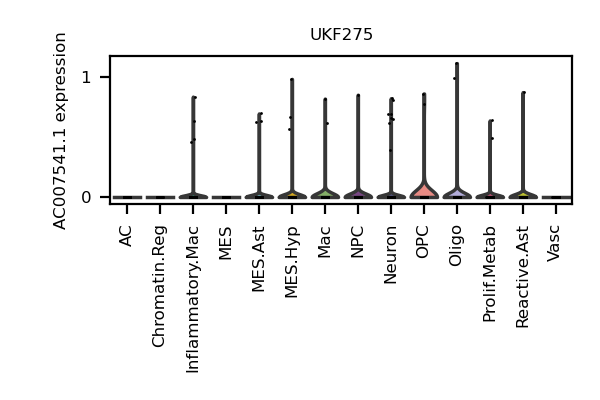 UKF275
AC007541.1 expression
1
0
AC
Chromatin.Reg
Inflammatory.Mac
MES
MES.Ast
MES.Hyp
Mac
NPC
Neuron
OPC
Oligo
Prolif.Metab
Reactive.Ast
Vasc